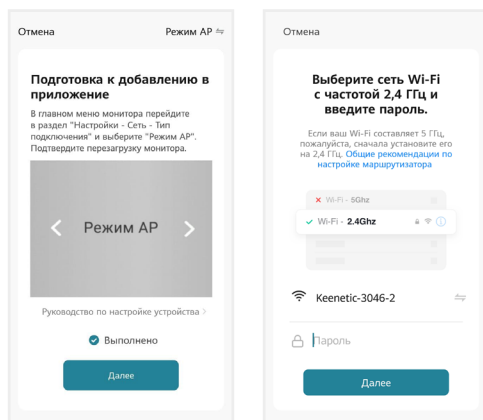 Отмена
Режим AP
Подготовка к добавлению в
приложение
В главном меню монитора перейдите
в раздел "Настройки - Сеть - Тип
подключения" и выберите "Режим AP".
Подтвердите перезагрузку монитора.
Режим AP
Руководство по настройке устройства >
Выполнено
Далее
Отмена
Выберите сеть Wi-Fi
с частотой 2,4 ГГц и
введите пароль.
Если ваш Wi-Fi составляет 5 ГГц,
пожалуйста, сначала установите его
на 2,4 ГГц. Общие рекомендации по
настройке маршрутизатора
Wi-Fi - 5Ghz
Wi-Fi - 2.4Ghz
Keenetic-3046-2
Пароль
Далее